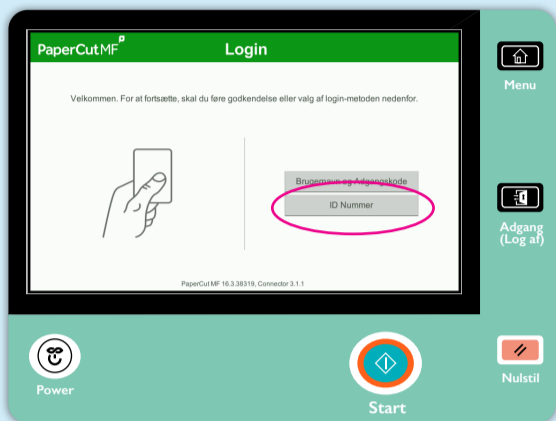 PaperCutMF
Login
Velkommen. For at fortsætte, skal du føre godkendelse eller valg af login-metoden nedenfor.
Brugernavn og Adgangskode
ID Nummer
PaperCut MF 16.3.38319, Connector 3.1.1
Menu
Adgang
(Log af)
Power
Start
Nulstil